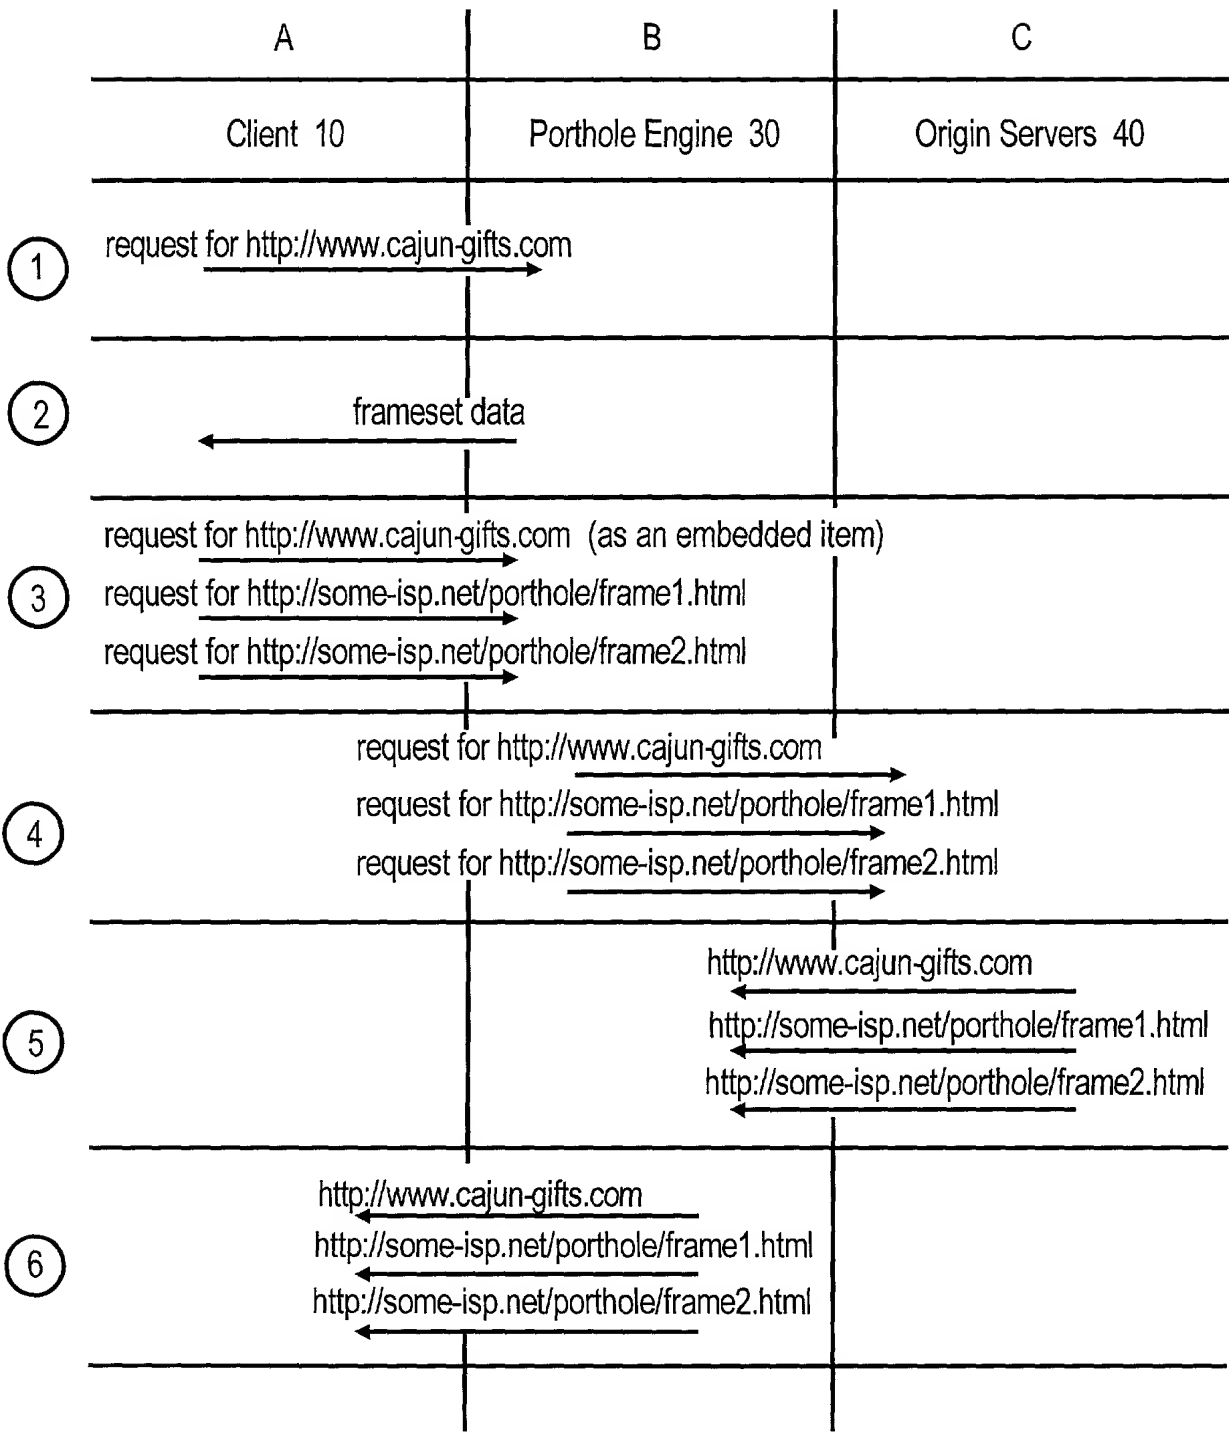 A B C
Client 10 Porthole Engine 30 Origin Servers 40
1 request for http://www.cajun-gifts.com
2 frameset data
request for http://www.cajun-gifts.com (as an embedded item)
3 request for http://some-isp.net/porthole/frame1.html
request for http://some-isp.net/porthole/frame2.html
request for http://www.cajun-gifts.com
4 request for http://some-isp.net/porthole/frame1.html
request for http://some-isp.net/porthole/frame2.html
http://www.cajun-gifts.com
5 http://some-isp.net/porthole/frame1.html
http://some-isp.net/porthole/frame2.html
http://www.cajun-gifts.com
6 http://some-isp.net/porthole/frame1.html
http://some-isp.net/porthole/frame2.html